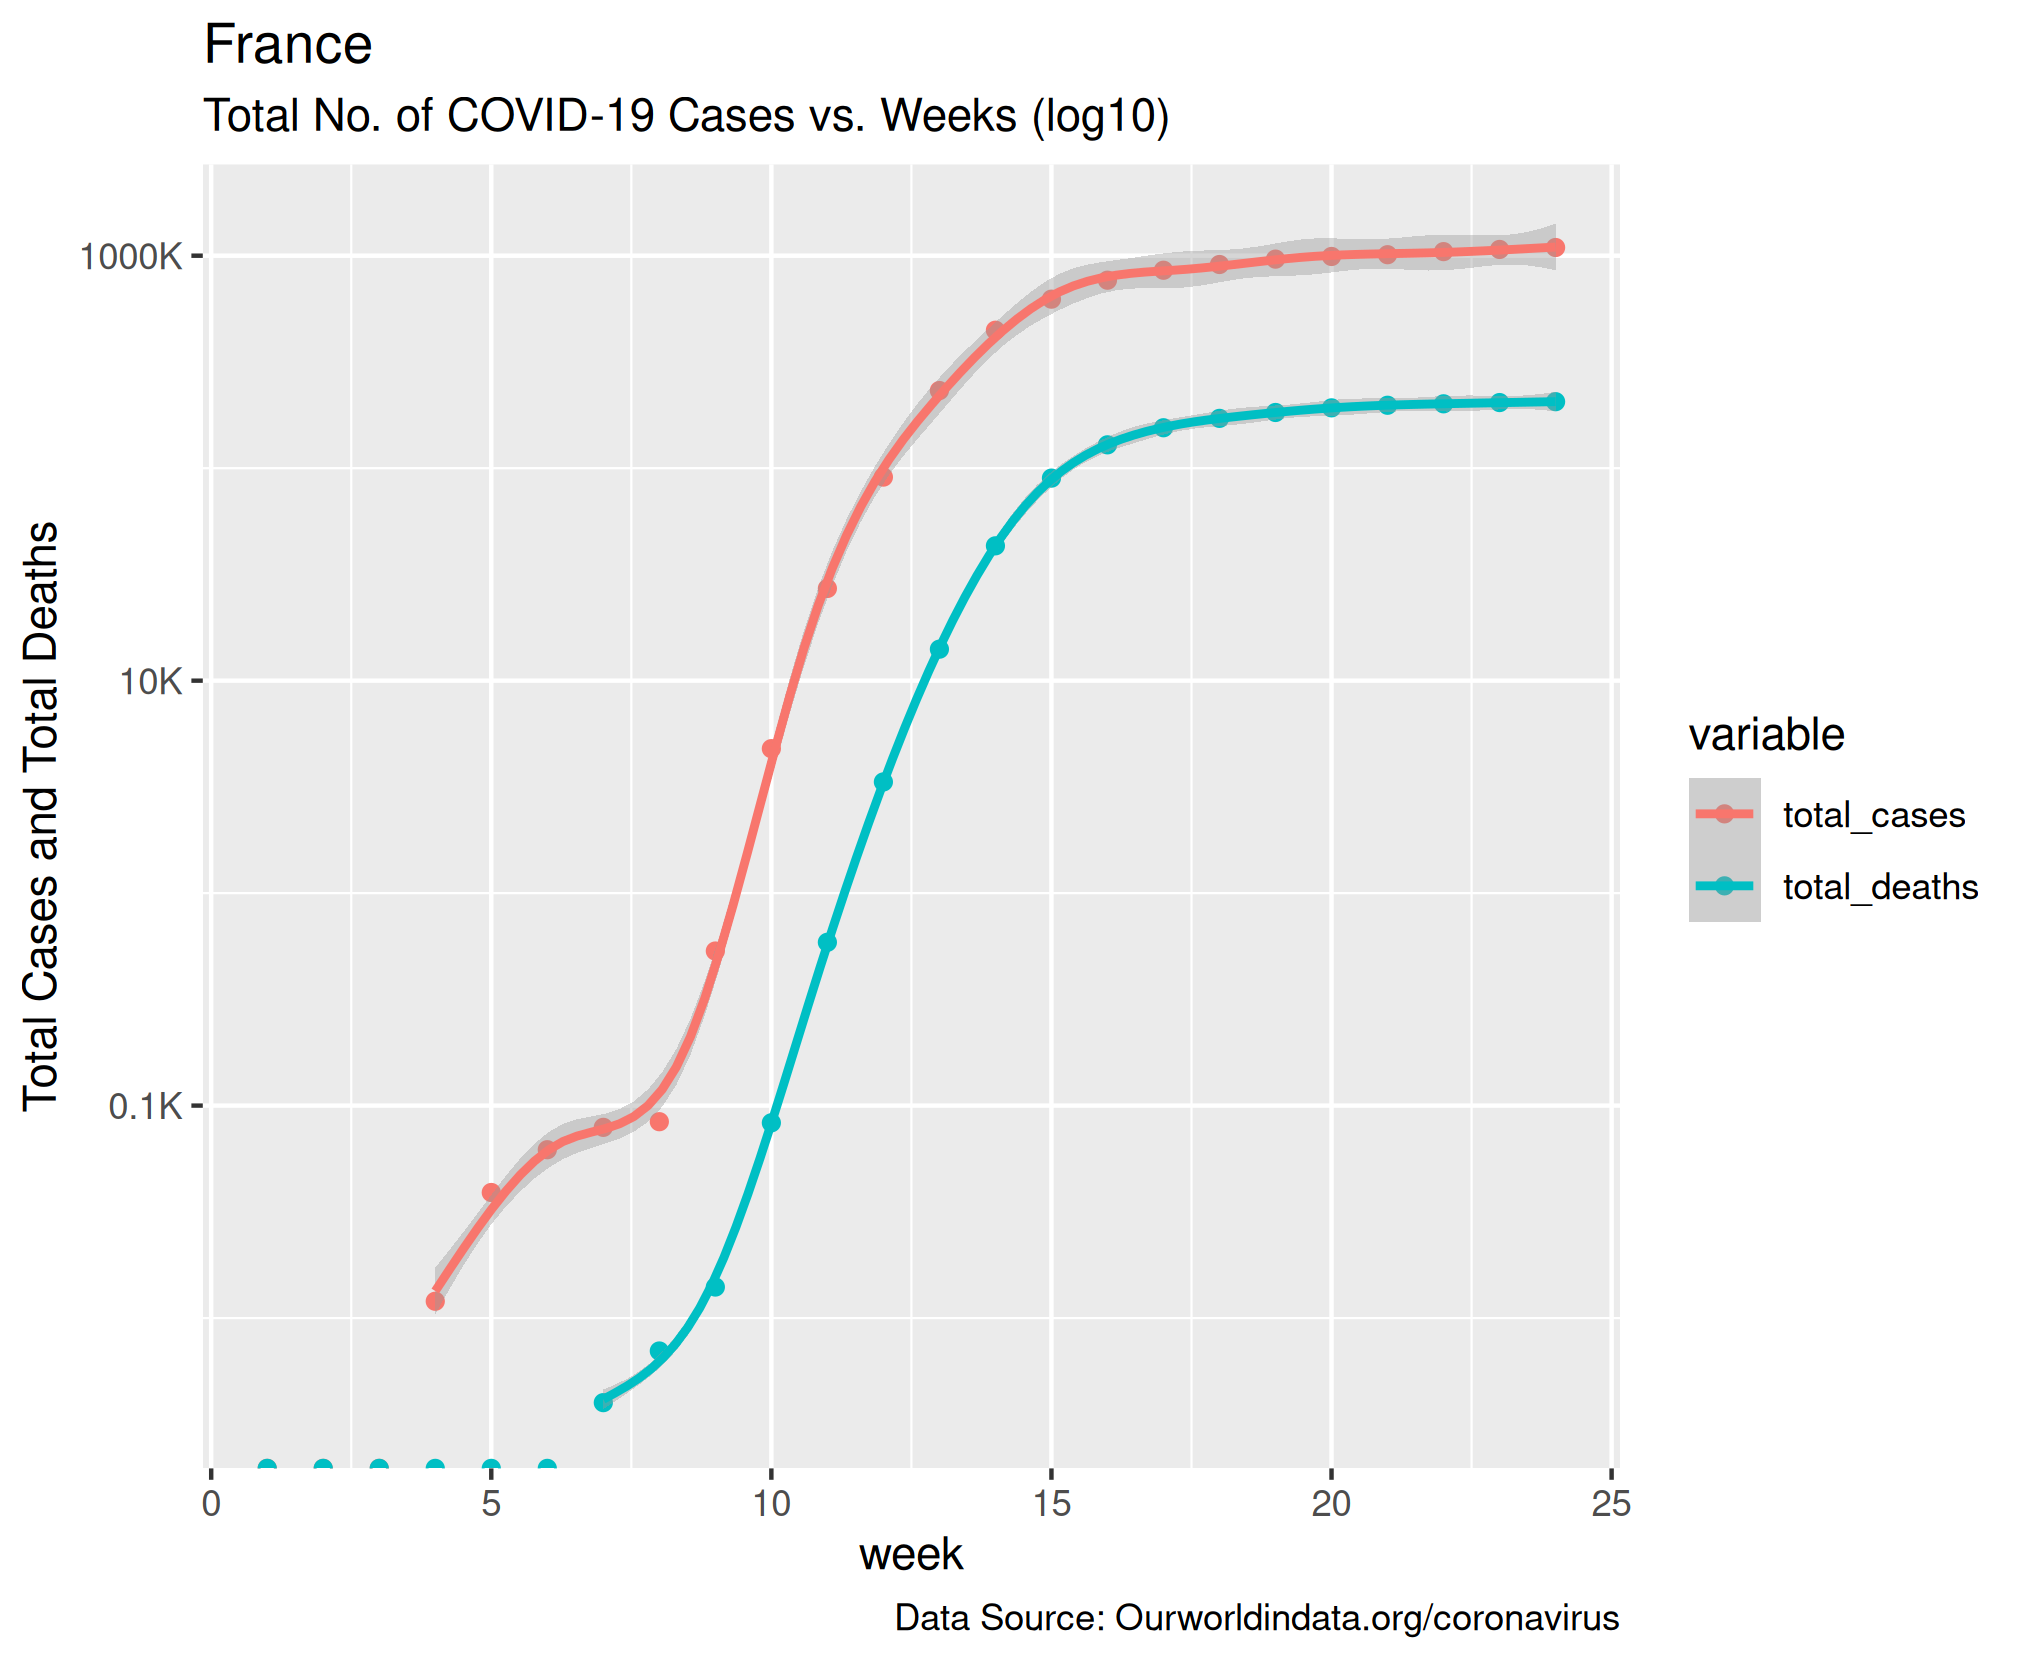 France
Total No. of COVID-19 Cases vs. Weeks (log10)
Total Cases and Total Deaths
1000K
10K
0.1K
0
5
10
15
20
25
week
variable
total_cases
total_deaths
Data Source: Ourworldindata.org/coronavirus